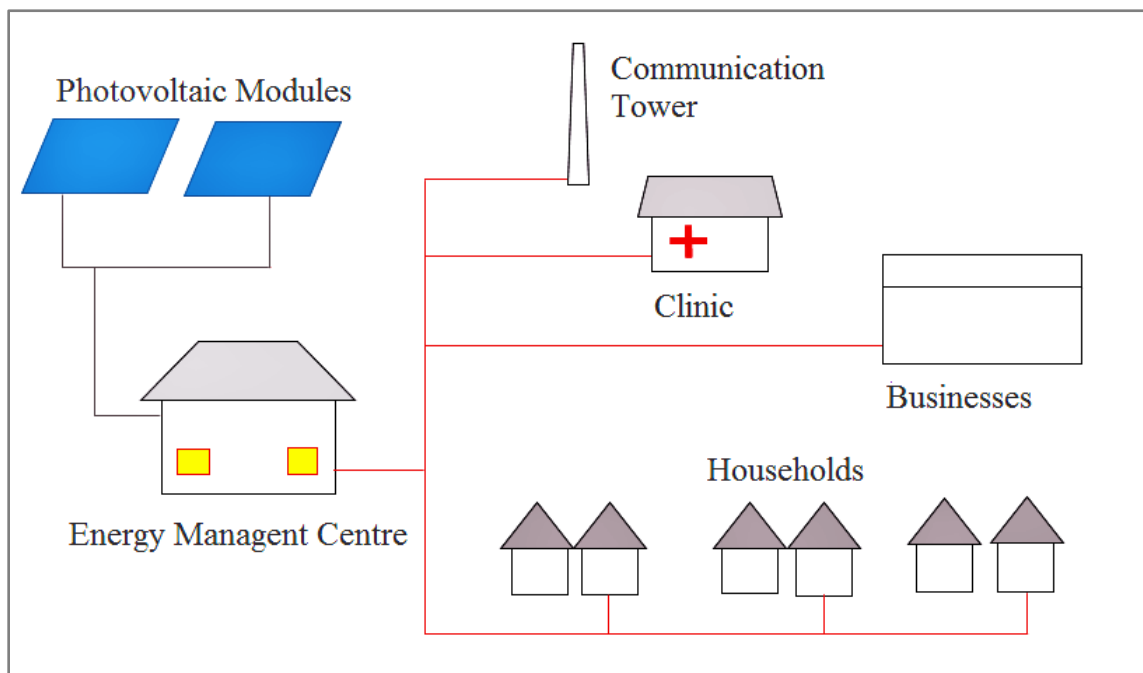 Photovoltaic Modules
Communication
Tower
Clinic
Businesses
Households
Energy Managent Centre